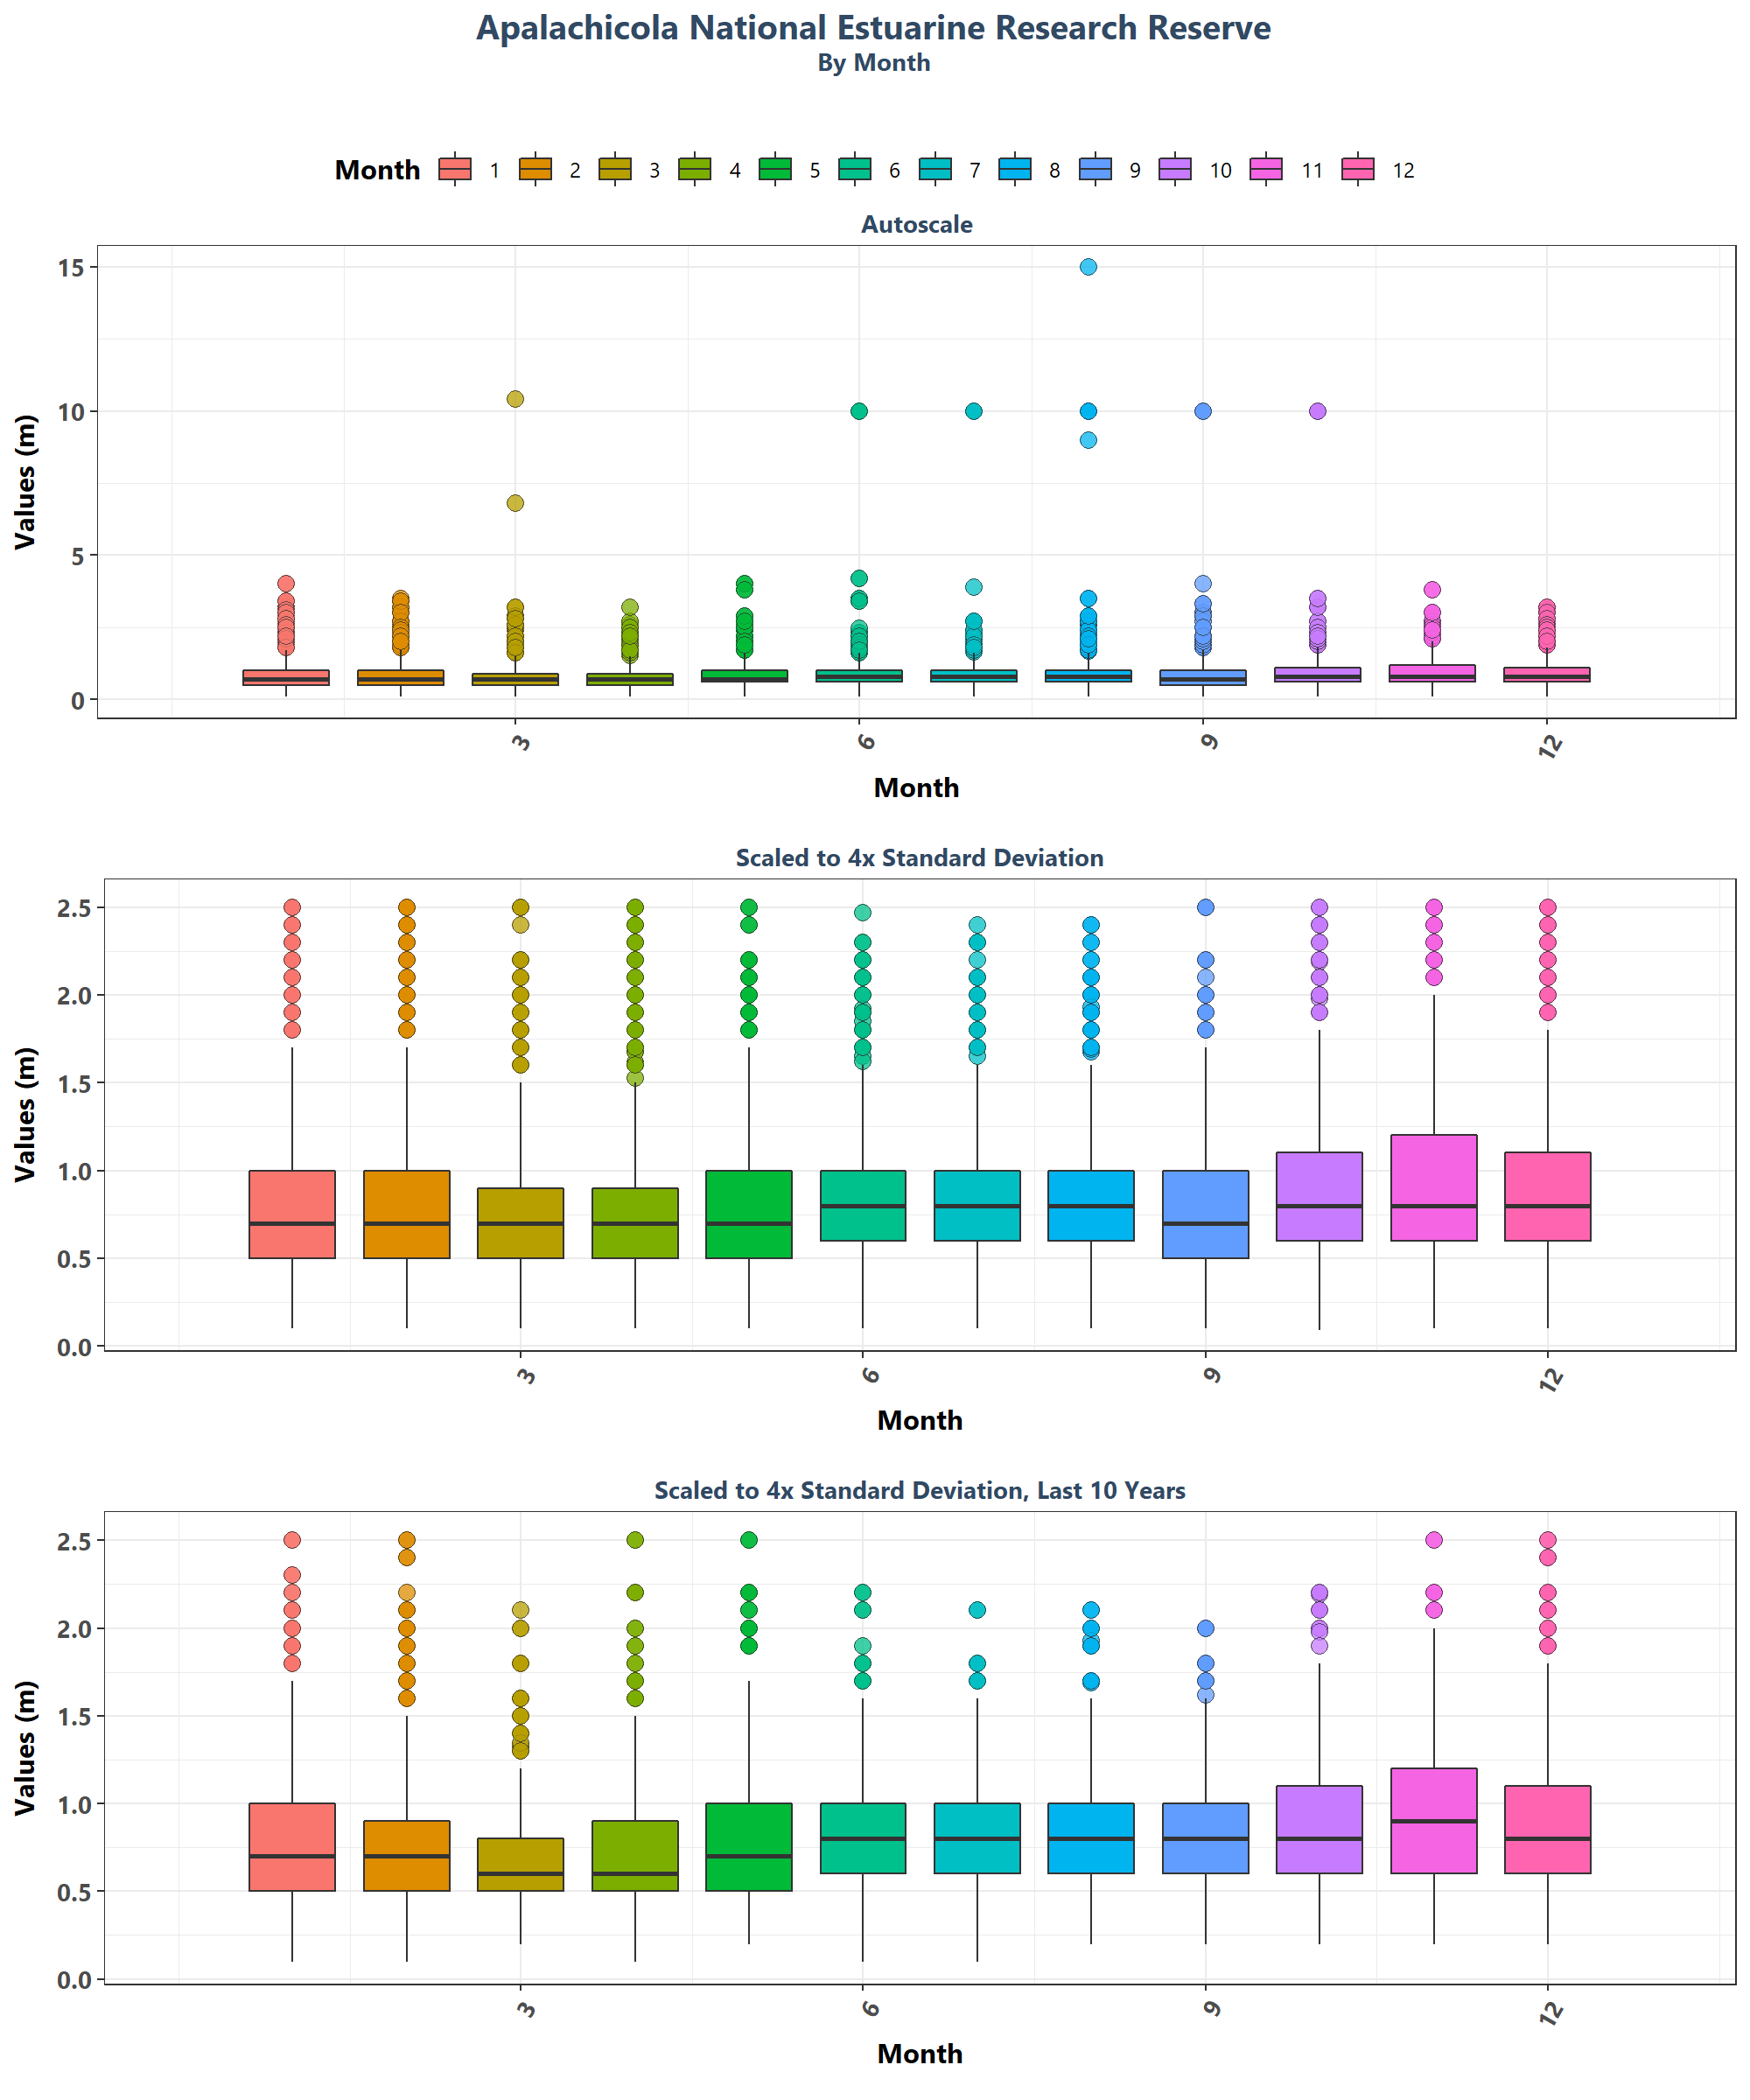 Apalachicola National Estuarine Research Reserve
By Month
Month 1 2 3 4 5 6 7 8 9 10 11 12
Autoscale
Values (m)
15
10
5
0
3 6 9 12
Month
Scaled to 4x Standard Deviation
Values (m)
2.5
2.0
1.5
1.0
0.5
0.0
3 6 9 12
Month
Scaled to 4x Standard Deviation, Last 10 Years
Values (m)
2.5
2.0
1.5
1.0
0.5
0.0
3 6 9 12
Month